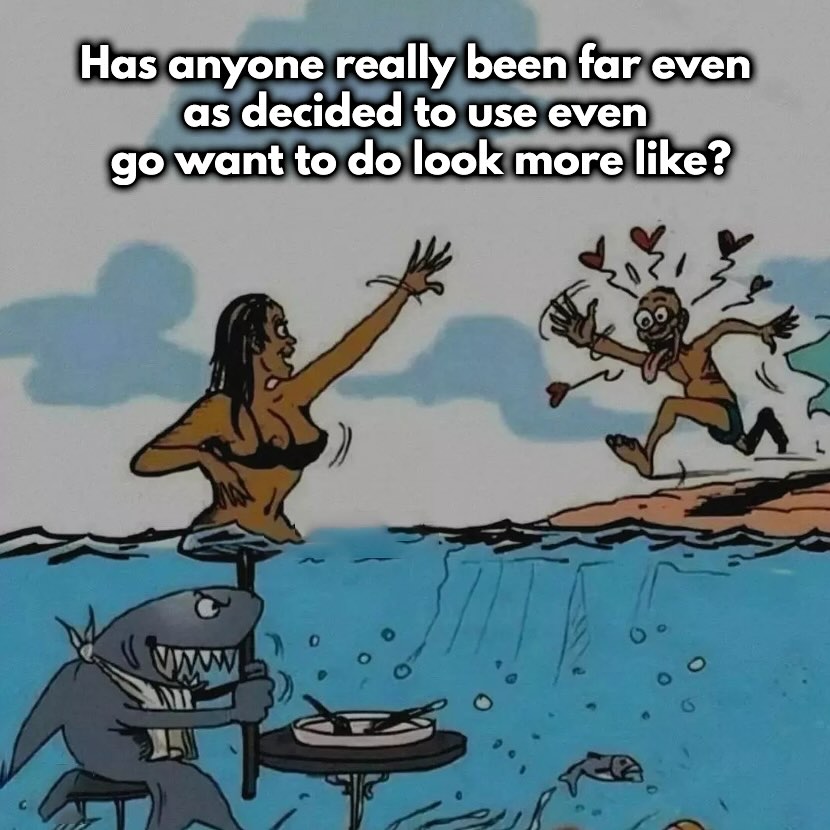 Has anyone really been far even
as decided to use even
go want to do look more like?